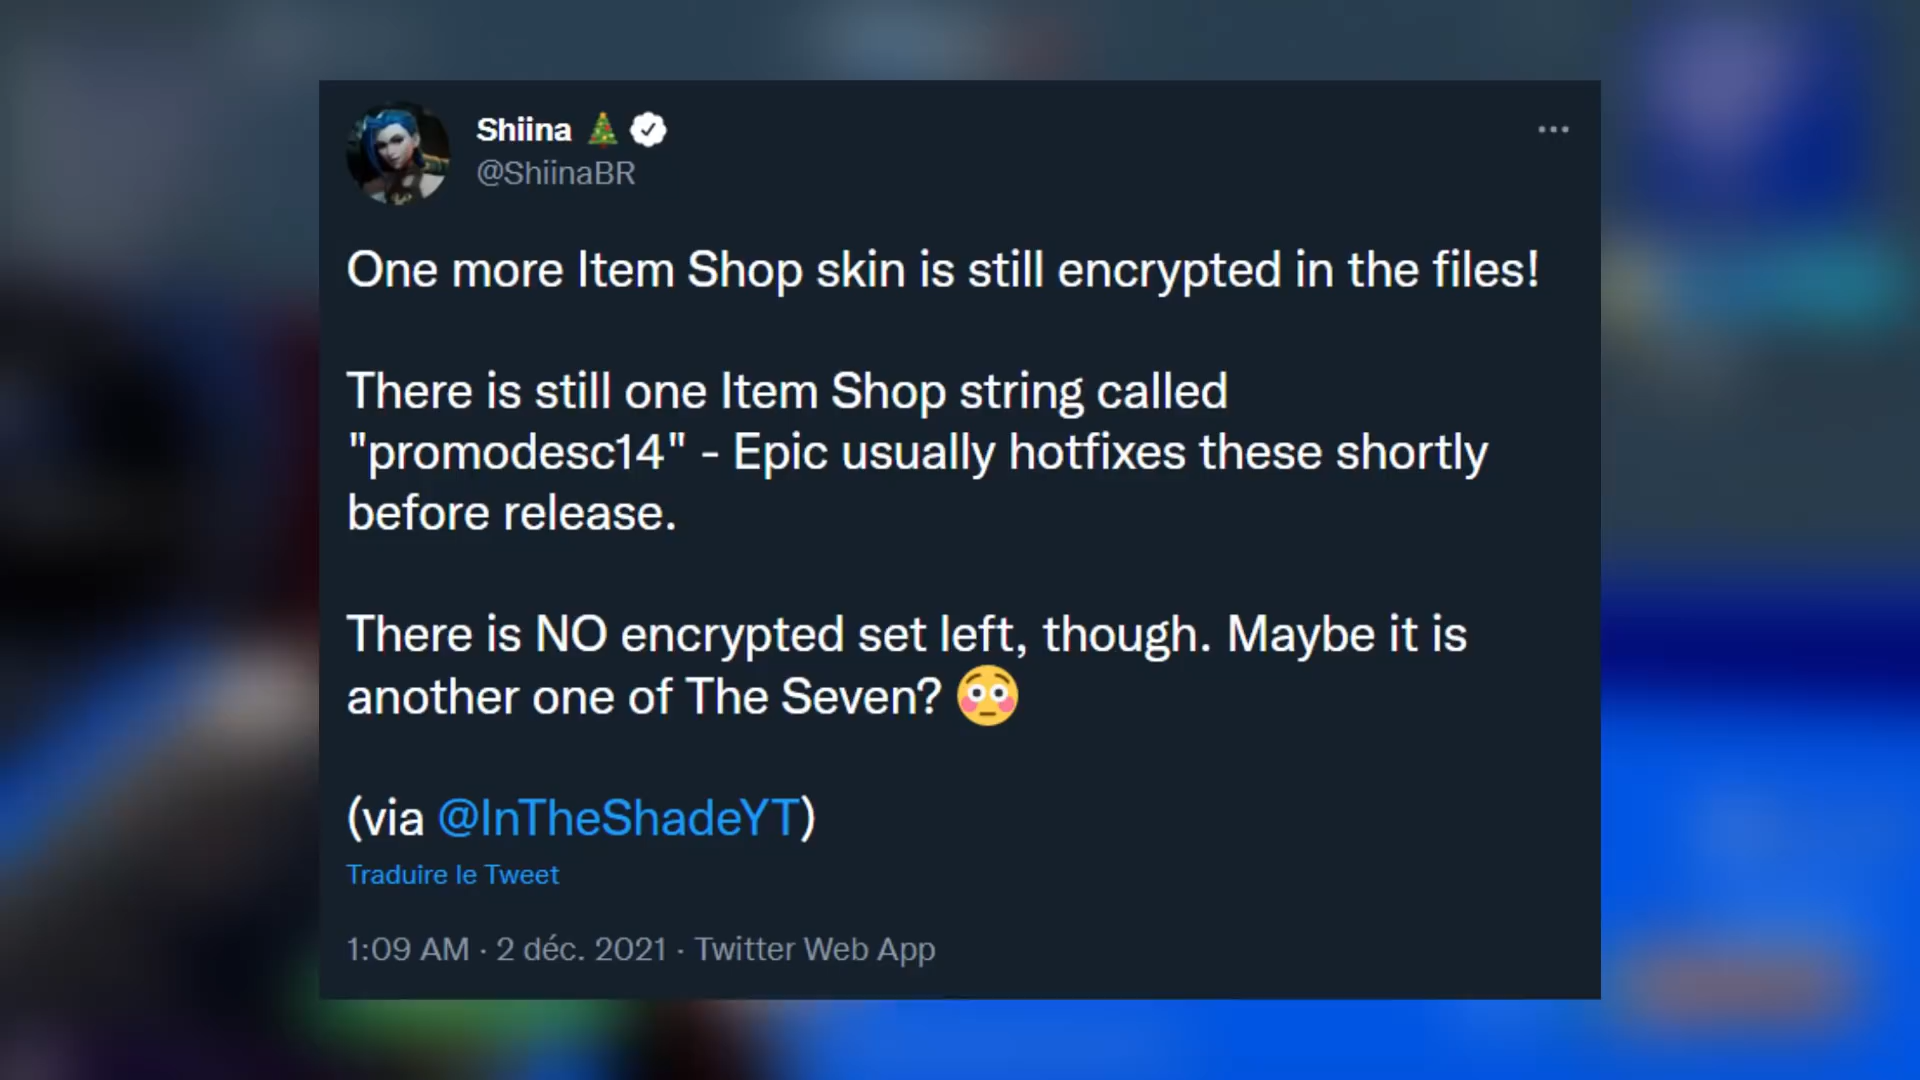 Shiina 🎄
@ShiinaBR
One more Item Shop skin is still encrypted in the files!
There is still one Item Shop string called
"promodesc14" - Epic usually hotfixes these shortly
before release.
There is NO encrypted set left, though. Maybe it is
another one of The Seven? 😳
(via @InTheShadeYT)
Traduire le Tweet
1:09 AM · 2 déc. 2021 · Twitter Web App